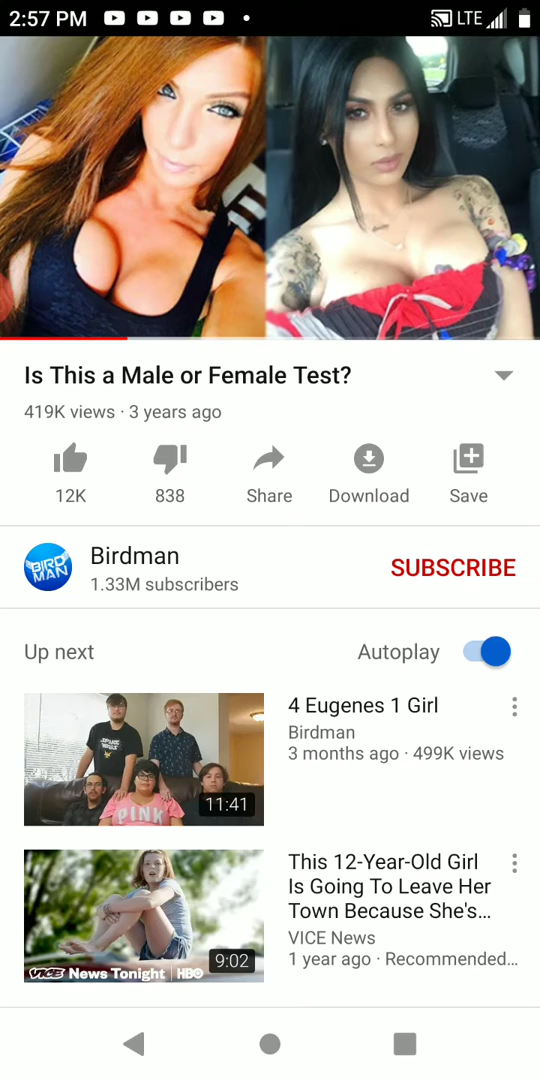 2:57 PM
LTE
Is This a Male or Female Test?
419K views · 3 years ago
12K
838
Share
Download
Save
BIRD
MAN
Birdman
1.33M subscribers
SUBSCRIBE
Up next
Autoplay
PINK
11:41
4 Eugenes 1 Girl
Birdman
3 months ago · 499K views
VICE News Tonight | HBO
9:02
This 12-Year-Old Girl
Is Going To Leave Her
Town Because She's...
VICE News
1 year ago · Recommended...